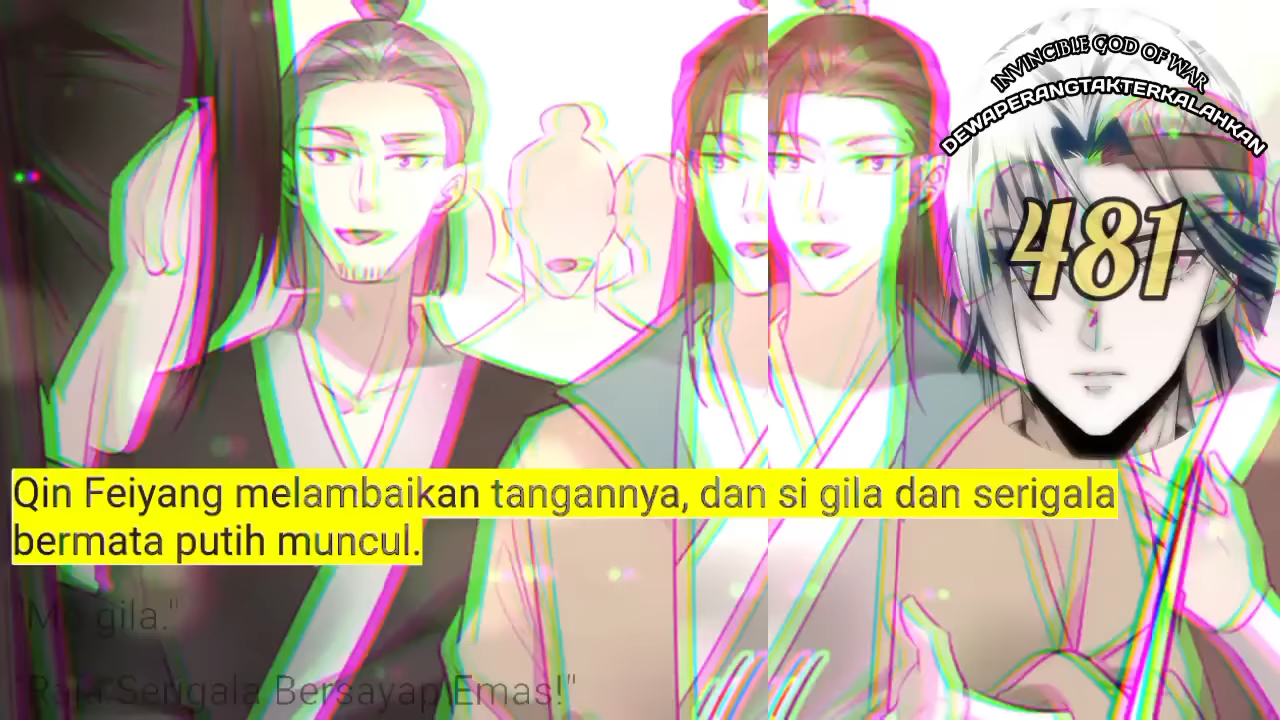 INVINCIBLE GOD OF WAR
DEWAPERANGTAKTERKALAHKAN
481
Qin Feiyang melambaikan tangannya, dan si gila dan serigala
bermata putih muncul.
gila."
Serigala Bersayap Emas!"